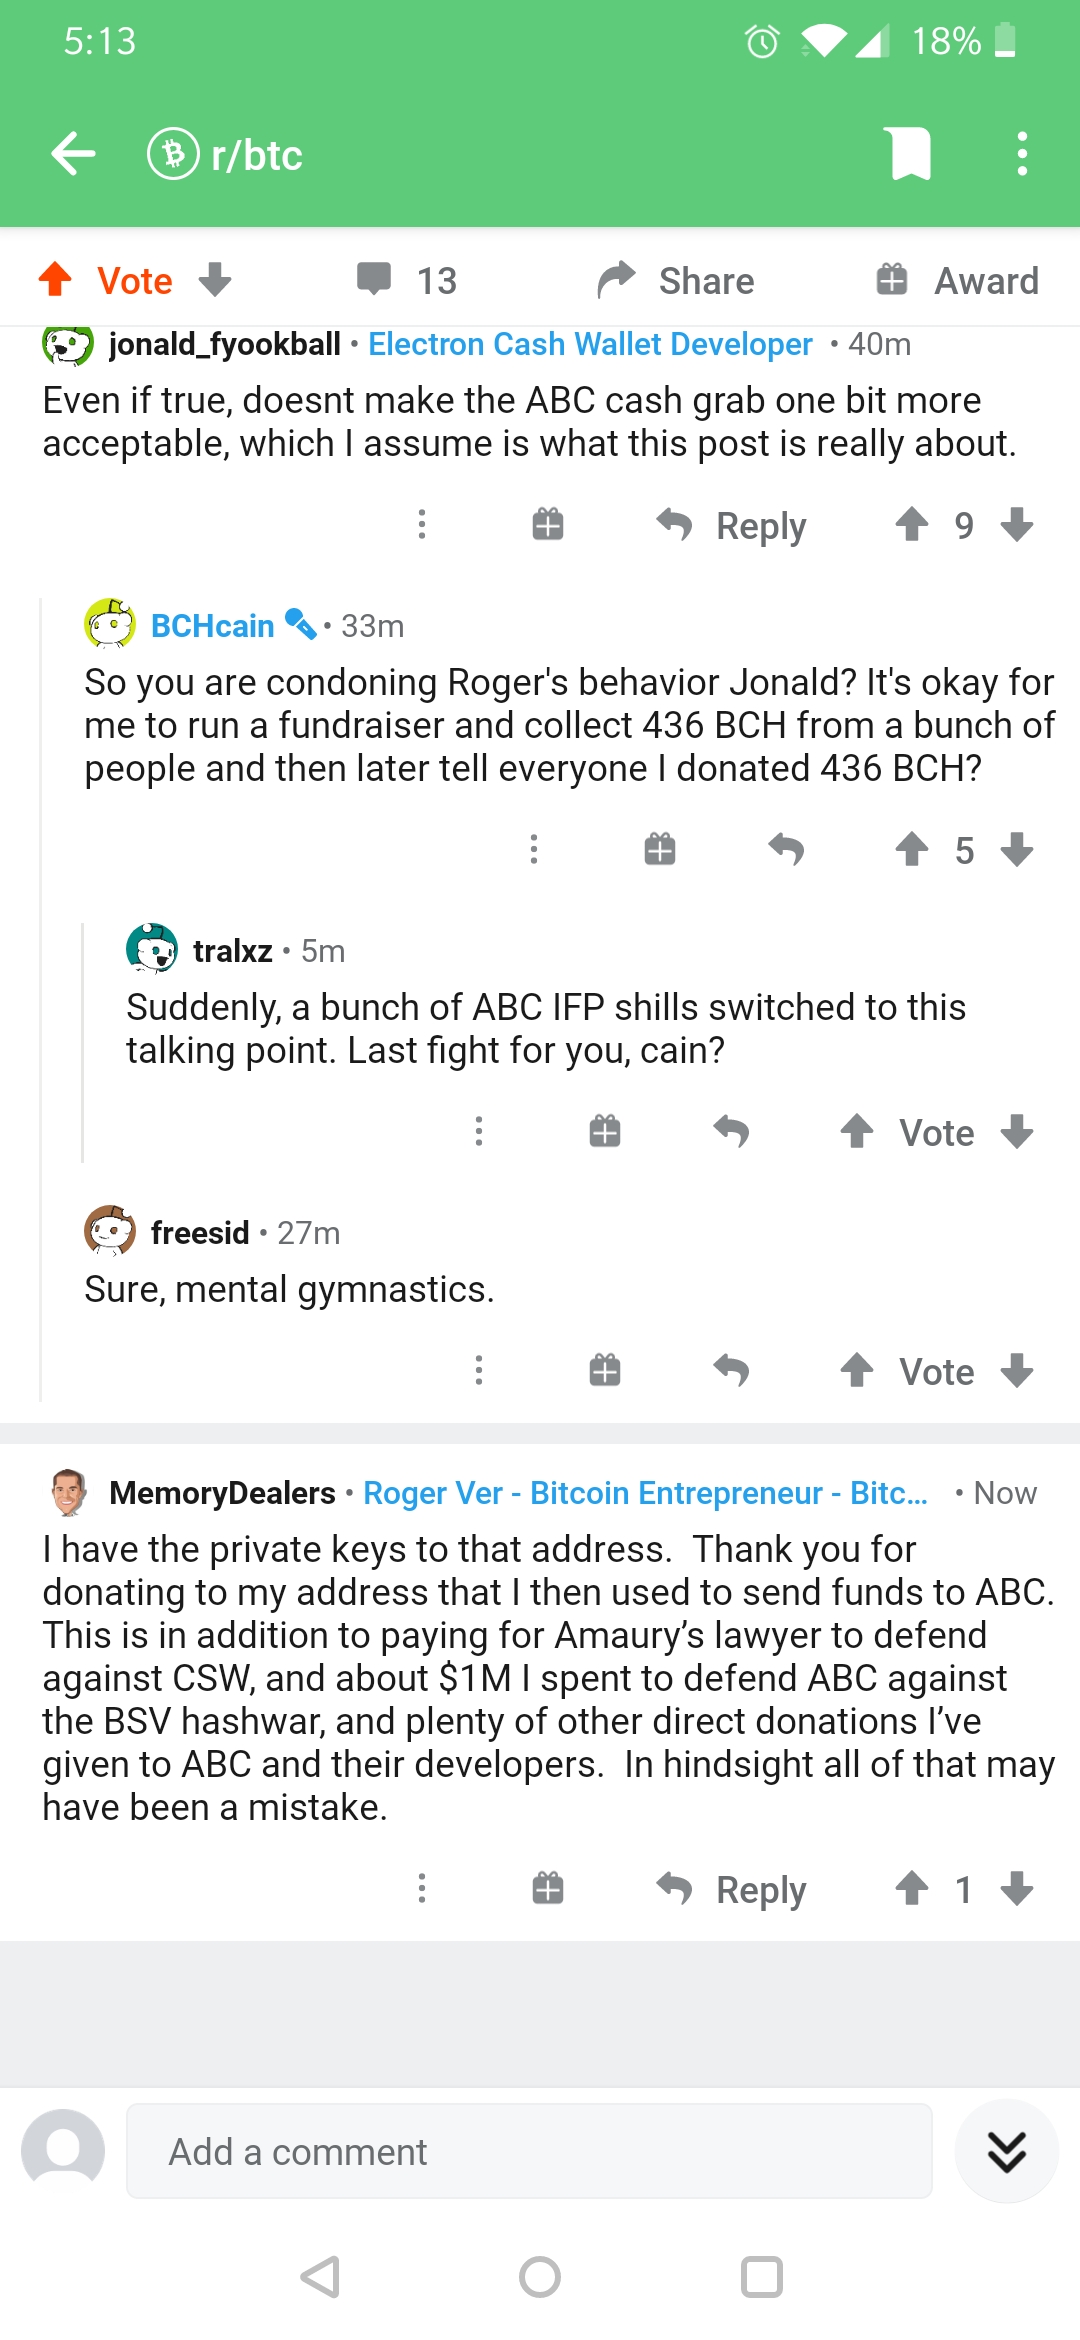 5:13
18%
r/btc
Vote
13
Share
Award
jonald_fyookball • Electron Cash Wallet Developer • 40m
Even if true, doesnt make the ABC cash grab one bit more
acceptable, which I assume is what this post is really about.
Reply
9
BCHcain • 33m
So you are condoning Roger's behavior Jonald? It's okay for
me to run a fundraiser and collect 436 BCH from a bunch of
people and then later tell everyone I donated 436 BCH?
5
tralxz • 5m
Suddenly, a bunch of ABC IFP shills switched to this
talking point. Last fight for you, cain?
Vote
freesid • 27m
Sure, mental gymnastics.
Vote
MemoryDealers • Roger Ver - Bitcoin Entrepreneur - Bitc... • Now
I have the private keys to that address.  Thank you for
donating to my address that I then used to send funds to ABC.
This is in addition to paying for Amaury’s lawyer to defend
against CSW, and about $1M I spent to defend ABC against
the BSV hashwar, and plenty of other direct donations I’ve
given to ABC and their developers.  In hindsight all of that may
have been a mistake.
Reply
1
Add a comment